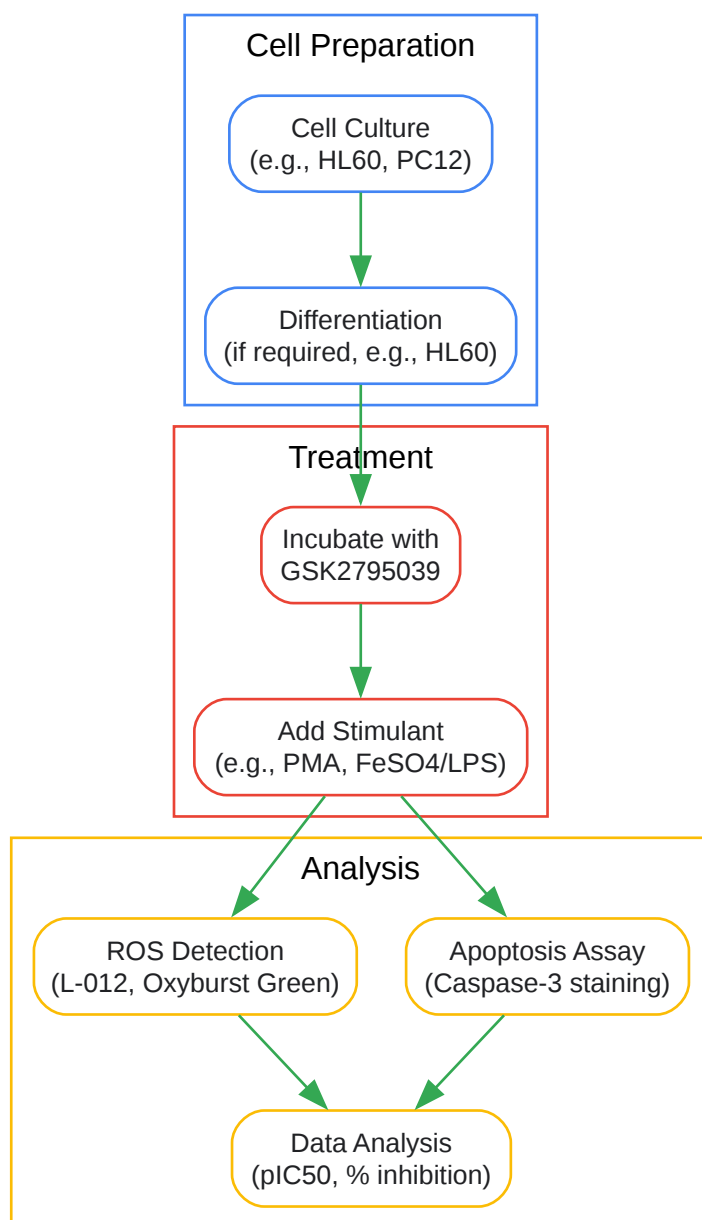 Cell Preparation
Cell Culture
(e.g., HL60, PC12)
Differentiation
(if required, e.g., HL60)
Treatment
Incubate with
GSK2795039
Add Stimulant
(e.g., PMA, FeSO4/LPS)
Analysis
ROS Detection
(L-012, Oxyburst Green)
Apoptosis Assay
(Caspase-3 staining)
Data Analysis
(pIC50, % inhibition)